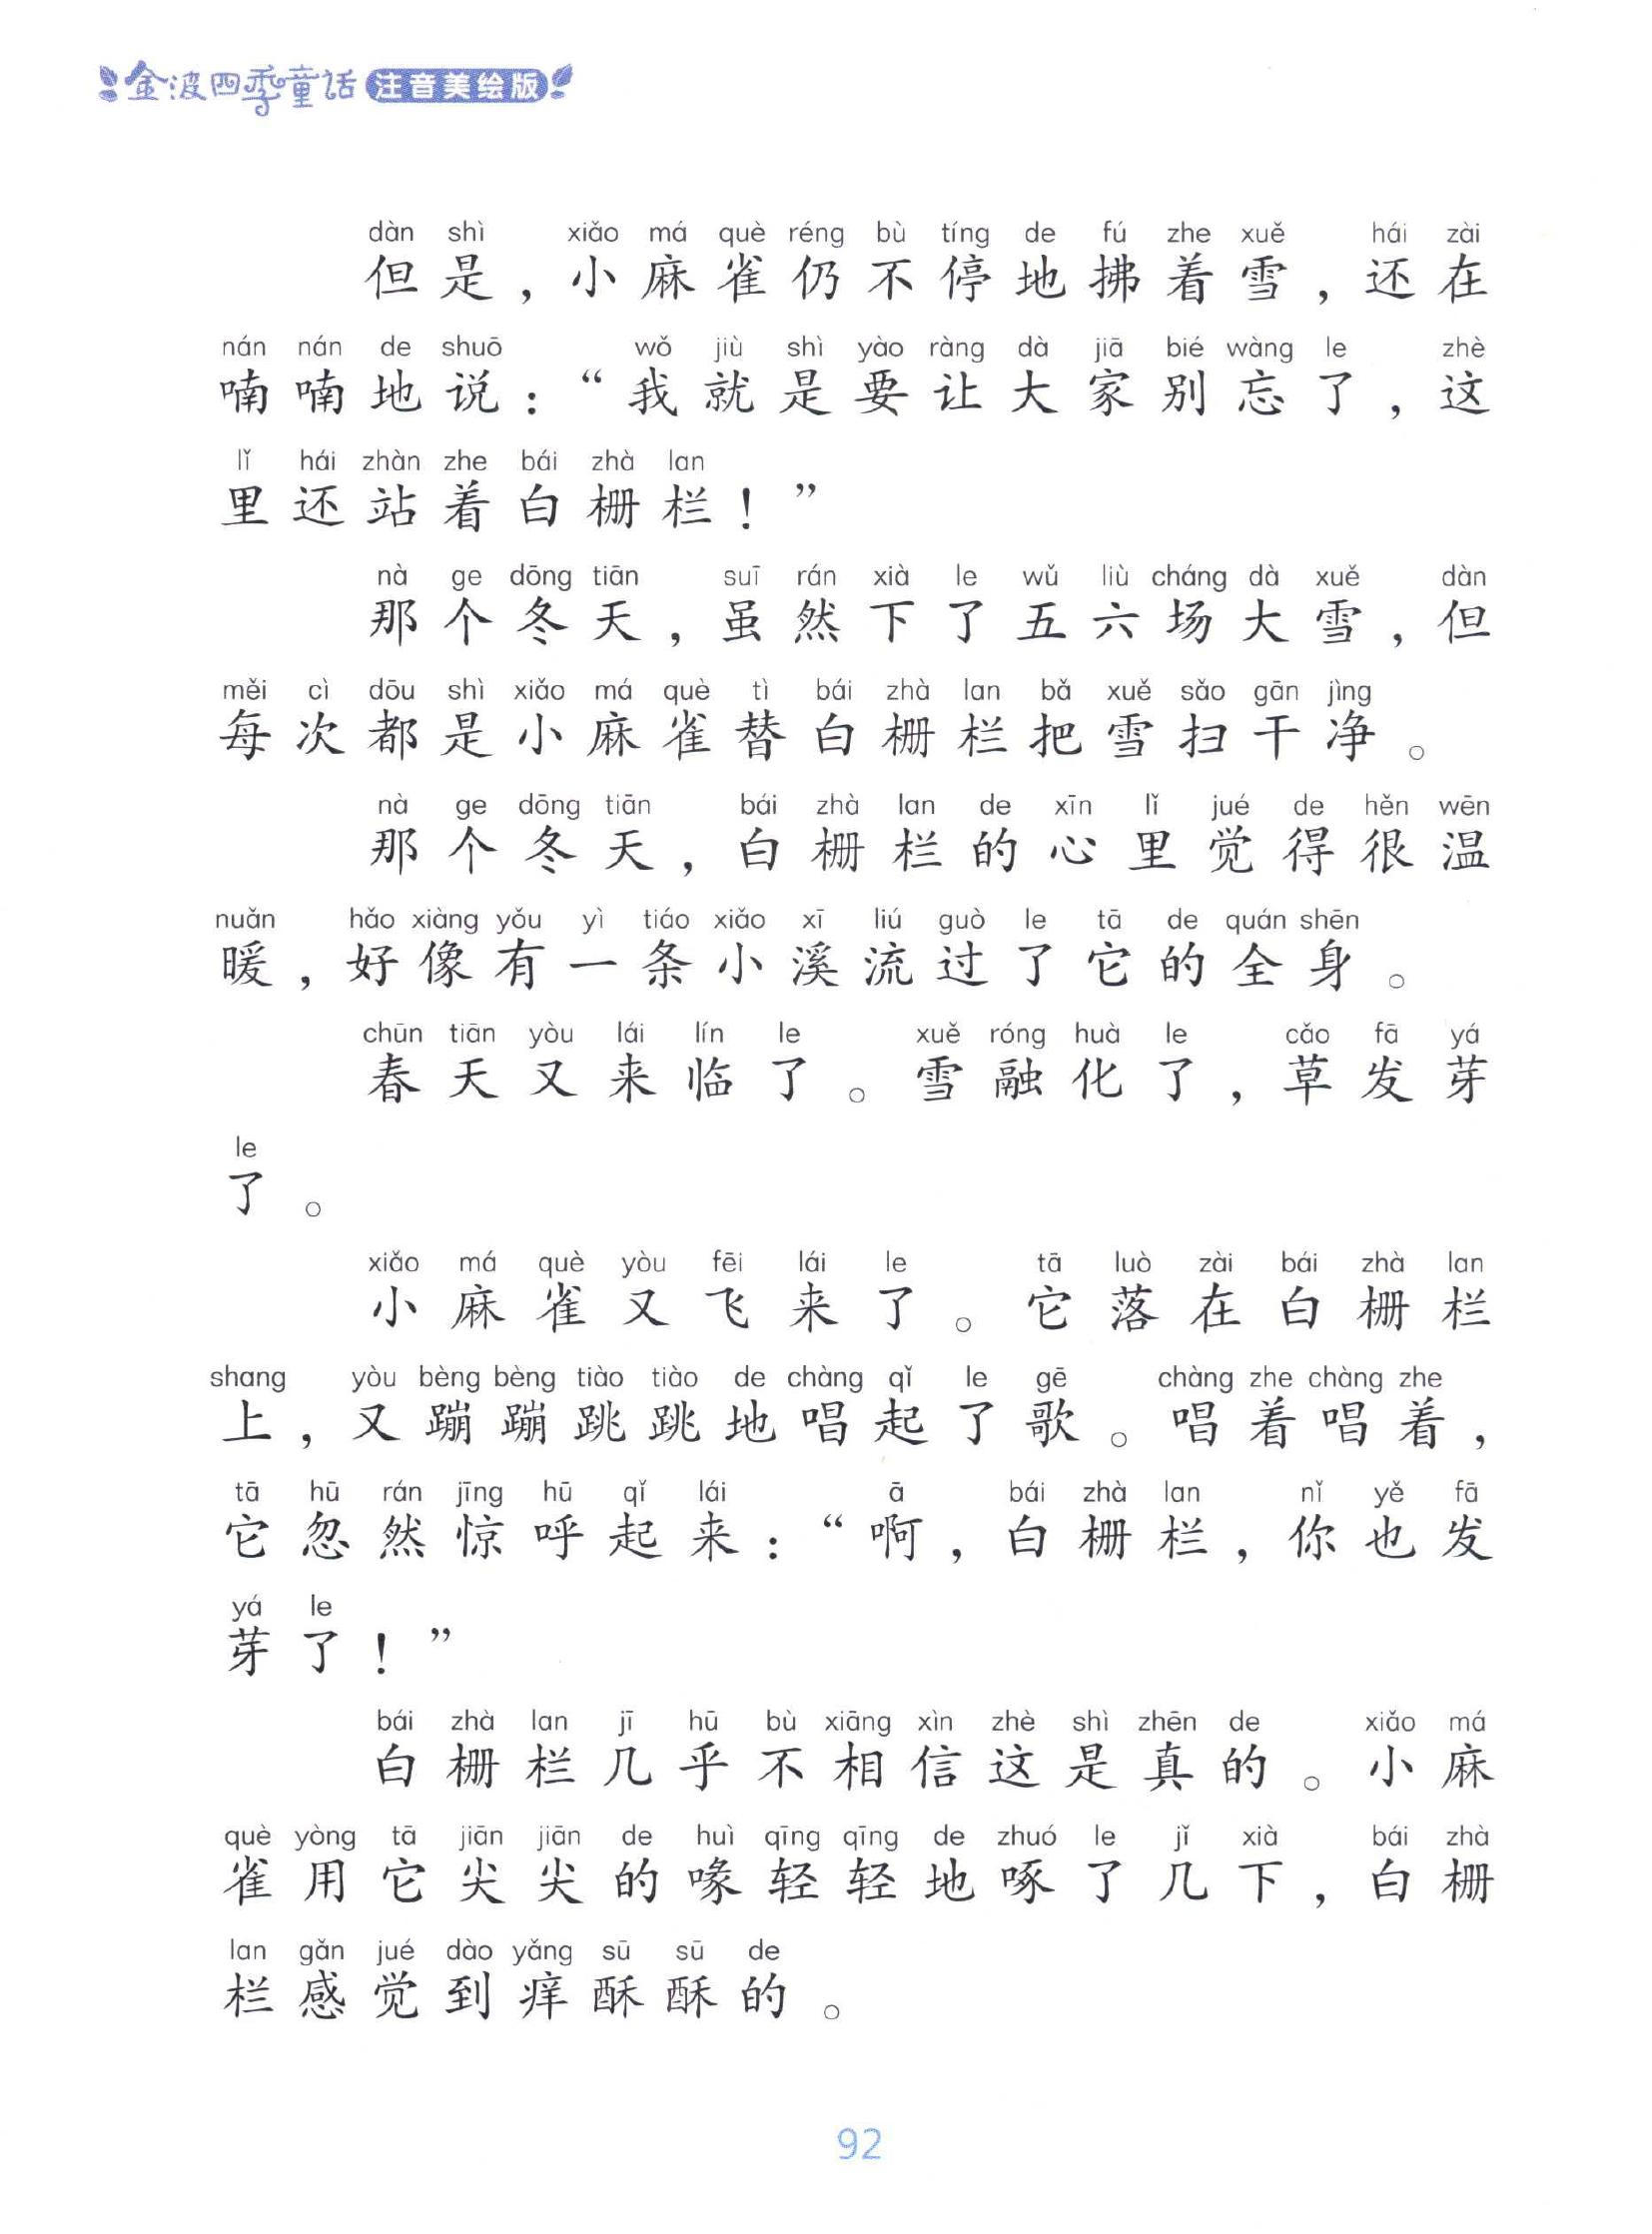 金波四季童话 注音美绘版
dàn shì xiǎo má què réng bù tíng de fú zhe xuě hái zài
但是，小麻雀仍不停地拂着雪，还在
nán nán de shuō wǒ jiù shì yào ràng dà jiā bié wàng le zhè
喃喃地说：“我就是要让大家别忘了，这
lǐ hái zhàn zhe bái zhà lan
里还站着白栅栏！”
nà ge dōng tiān suī rán xià le wǔ liù cháng dà xuě dàn
那个冬天，虽然下了五六场大雪，但
měi cì dōu shì xiǎo má què tì bái zhà lan bǎ xuě sǎo gān jìng
每次都是小麻雀替白栅栏把雪扫干净。
nà ge dōng tiān bái zhà lan de xīn lǐ jué de hěn wēn
那个冬天，白栅栏的心里觉得很温
nuǎn hǎo xiàng yǒu yì tiáo xiǎo xī liú guò le tā de quán shēn
暖，好像有一条小溪流过了它的全身。
chūn tiān yòu lái lín le xuě róng huà le cǎo fā yá
春天又来临了。雪融化了，草发芽
le
了。
xiǎo má què yòu fēi lái le tā luò zài bái zhà lan
小麻雀又飞来了。它落在白栅栏
shang yòu bèng bèng tiào tiào de chàng qǐ le gē chàng zhe chàng zhe
上，又蹦蹦跳跳地唱起了歌。唱着唱着，
tā hū rán jīng hū qǐ lái ā bái zhà lan nǐ yě fā
它忽然惊呼起来：“啊，白栅栏，你也发
yá le
芽了！”
bái zhà lan jī hū bù xiāng xìn zhè shì zhēn de xiǎo má
白栅栏几乎不相信这是真的。小麻
què yòng tā jiān jiān de huì qīng qīng de zhuó le jǐ xià bái zhà
雀用它尖尖的喙轻轻地啄了几下，白栅
lan gǎn jué dào yǎng sū sū de
栏感觉到痒酥酥的。
92